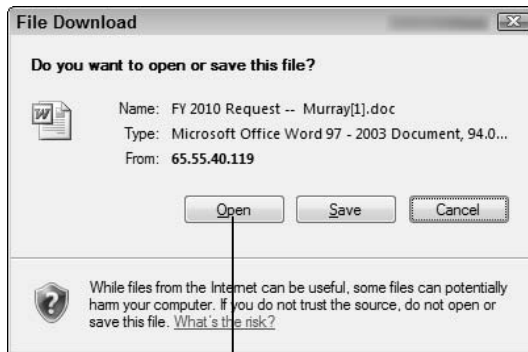 File Download
Do you want to open or save this file?
Name: FY 2010 Request -- Murray[1].doc
Type: Microsoft Office Word 97 - 2003 Document, 94.0...
From: 65.55.40.119
Open Save Cancel
While files from the Internet can be useful, some files can potentially
harm your computer. If you do not trust the source, do not open or
save this file. What's the risk?